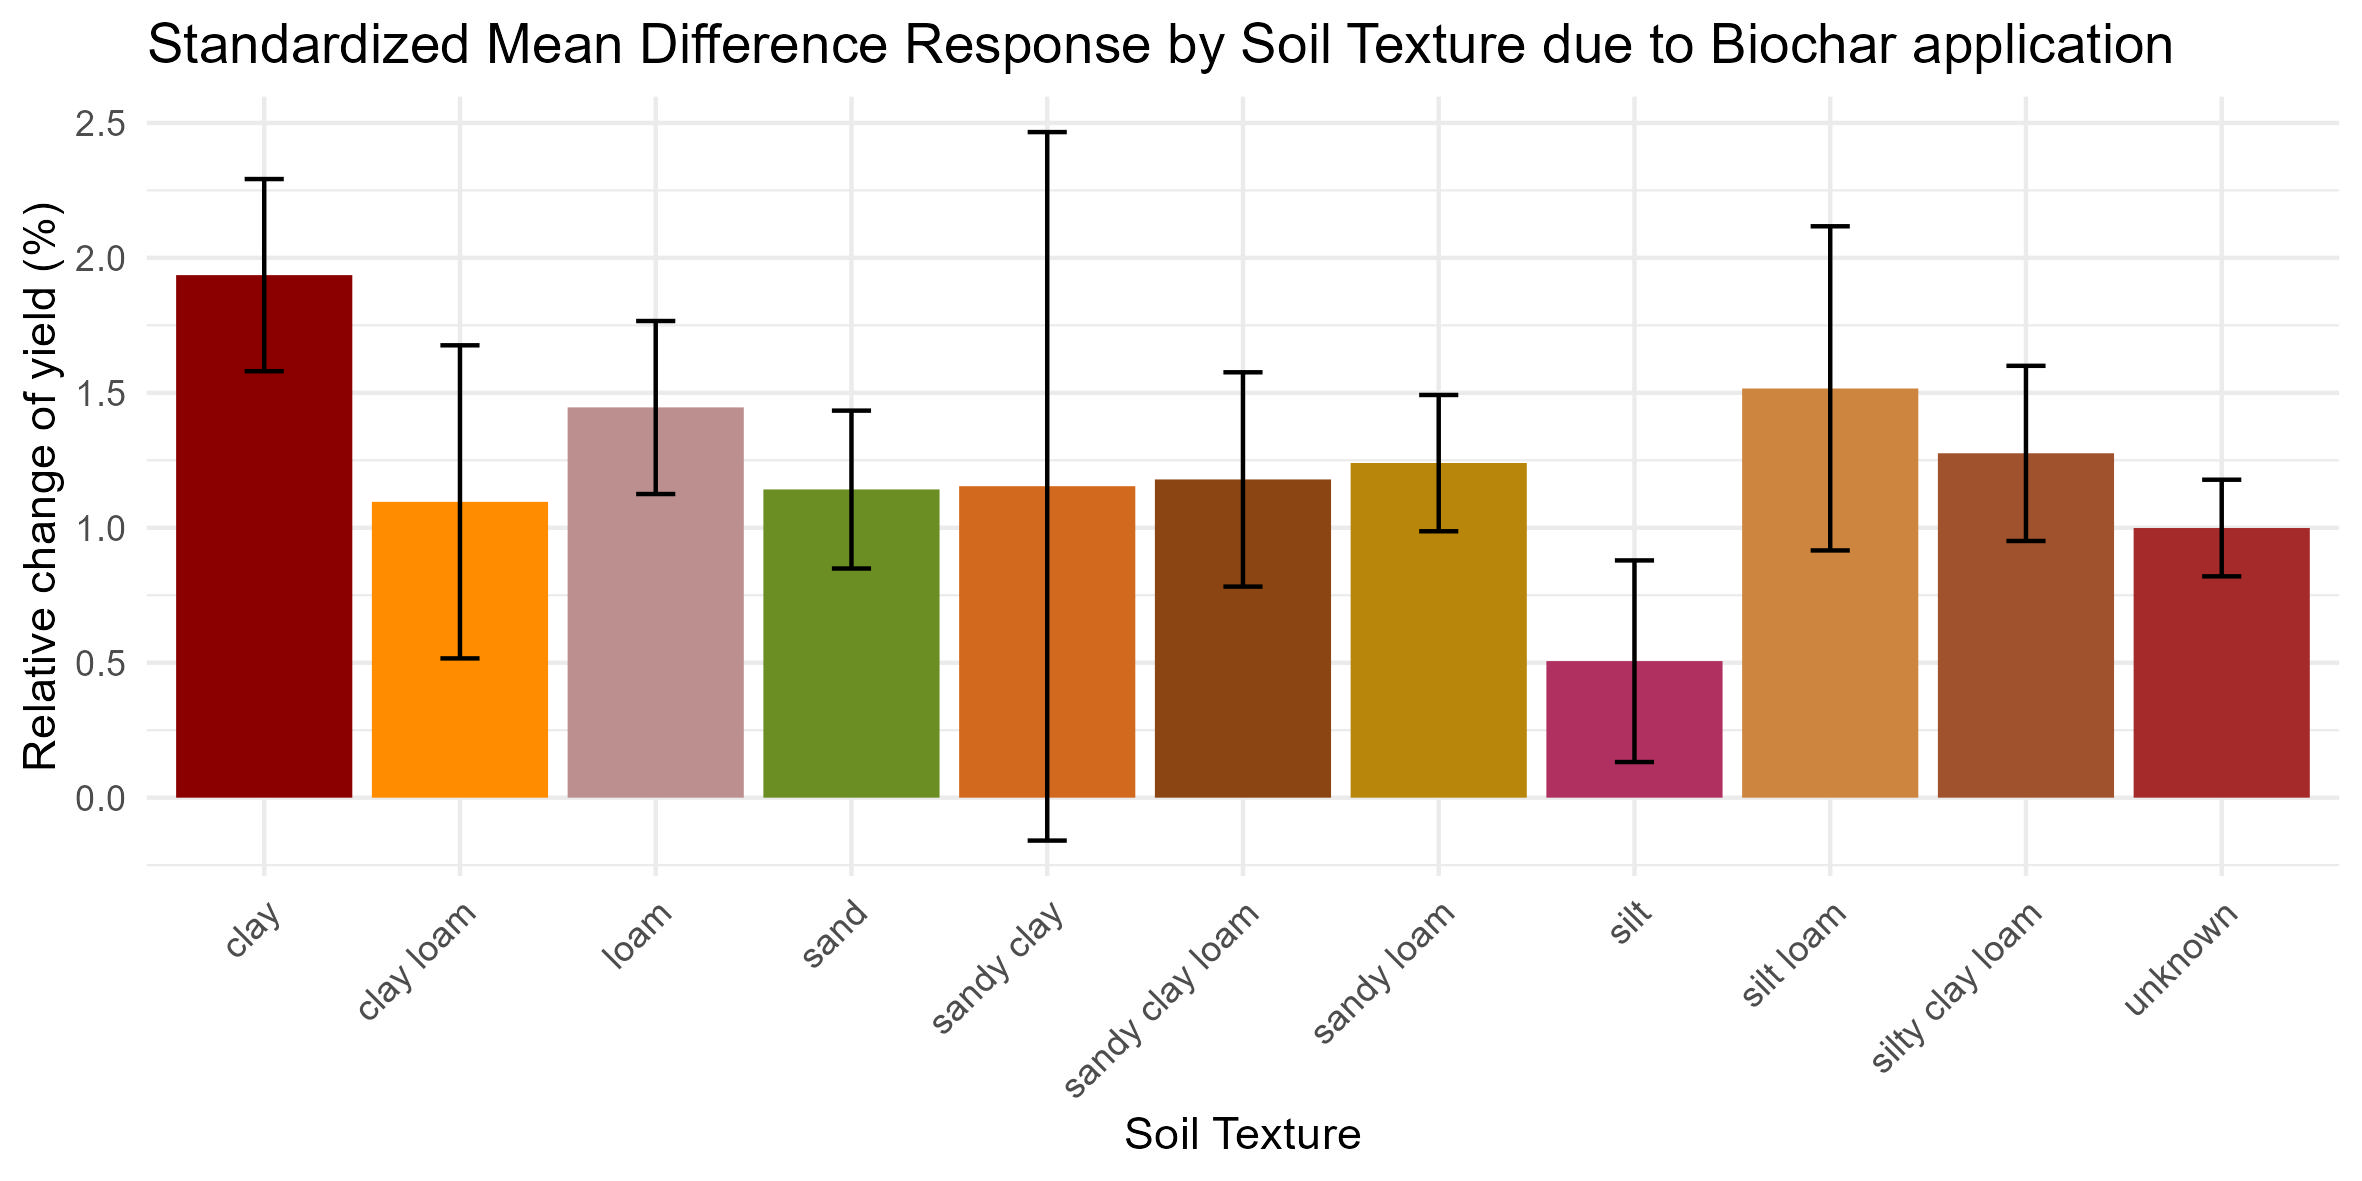 Standardized Mean Difference Response by Soil Texture due to Biochar application
Relative change of yield (%)
2.5
2.0
1.5
1.0
0.5
0.0
clay
clay loam
loam
sand
sandy clay
sandy clay loam
sandy loam
silt
silt loam
silty clay loam
unknown
Soil Texture